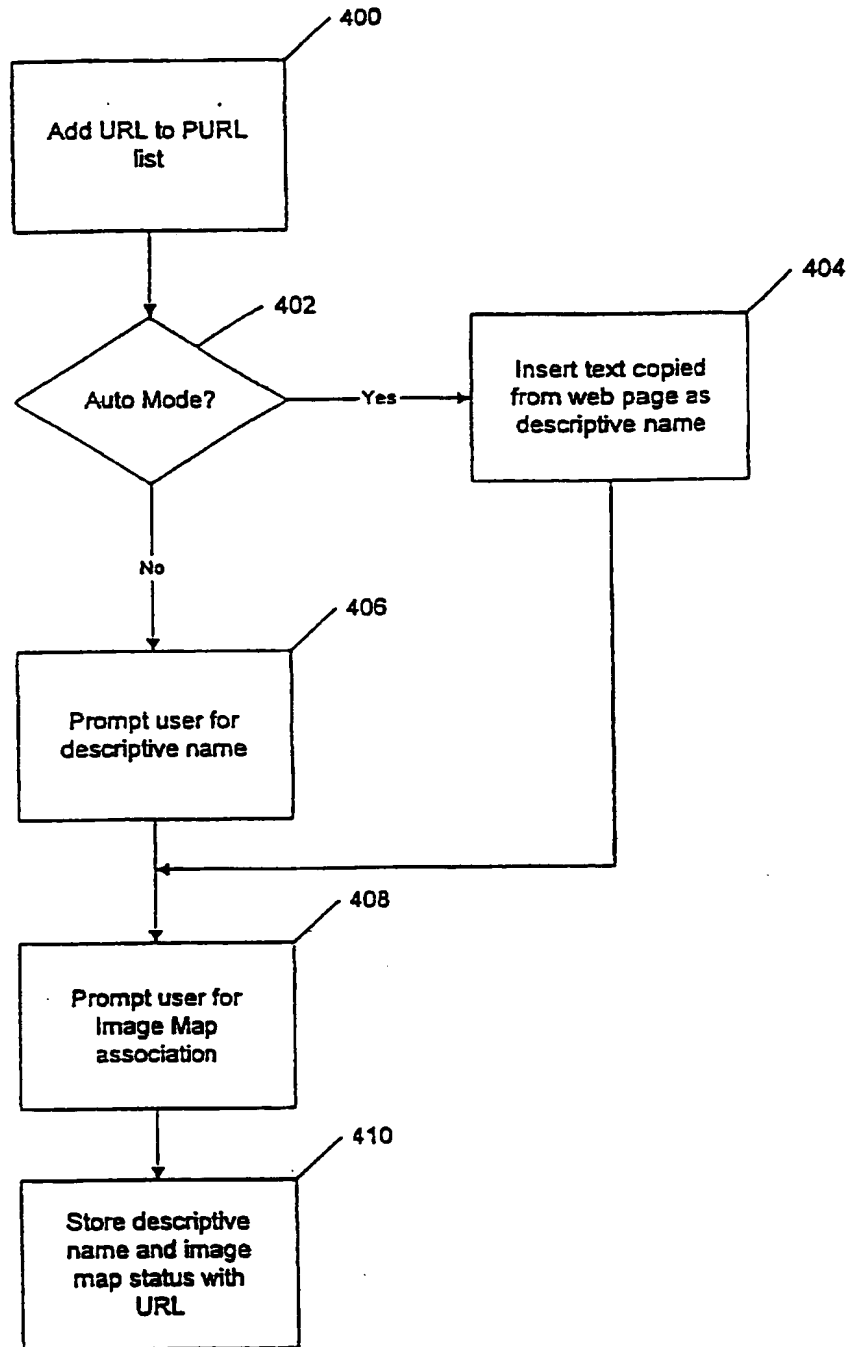 400
Add URL to PURL
list
402
Auto Mode?
Yes
404
Insert text copied
from web page as
descriptive name
No
406
Prompt user for
descriptive name
408
Prompt user for
Image Map
association
410
Store descriptive
name and image
map status with
URL